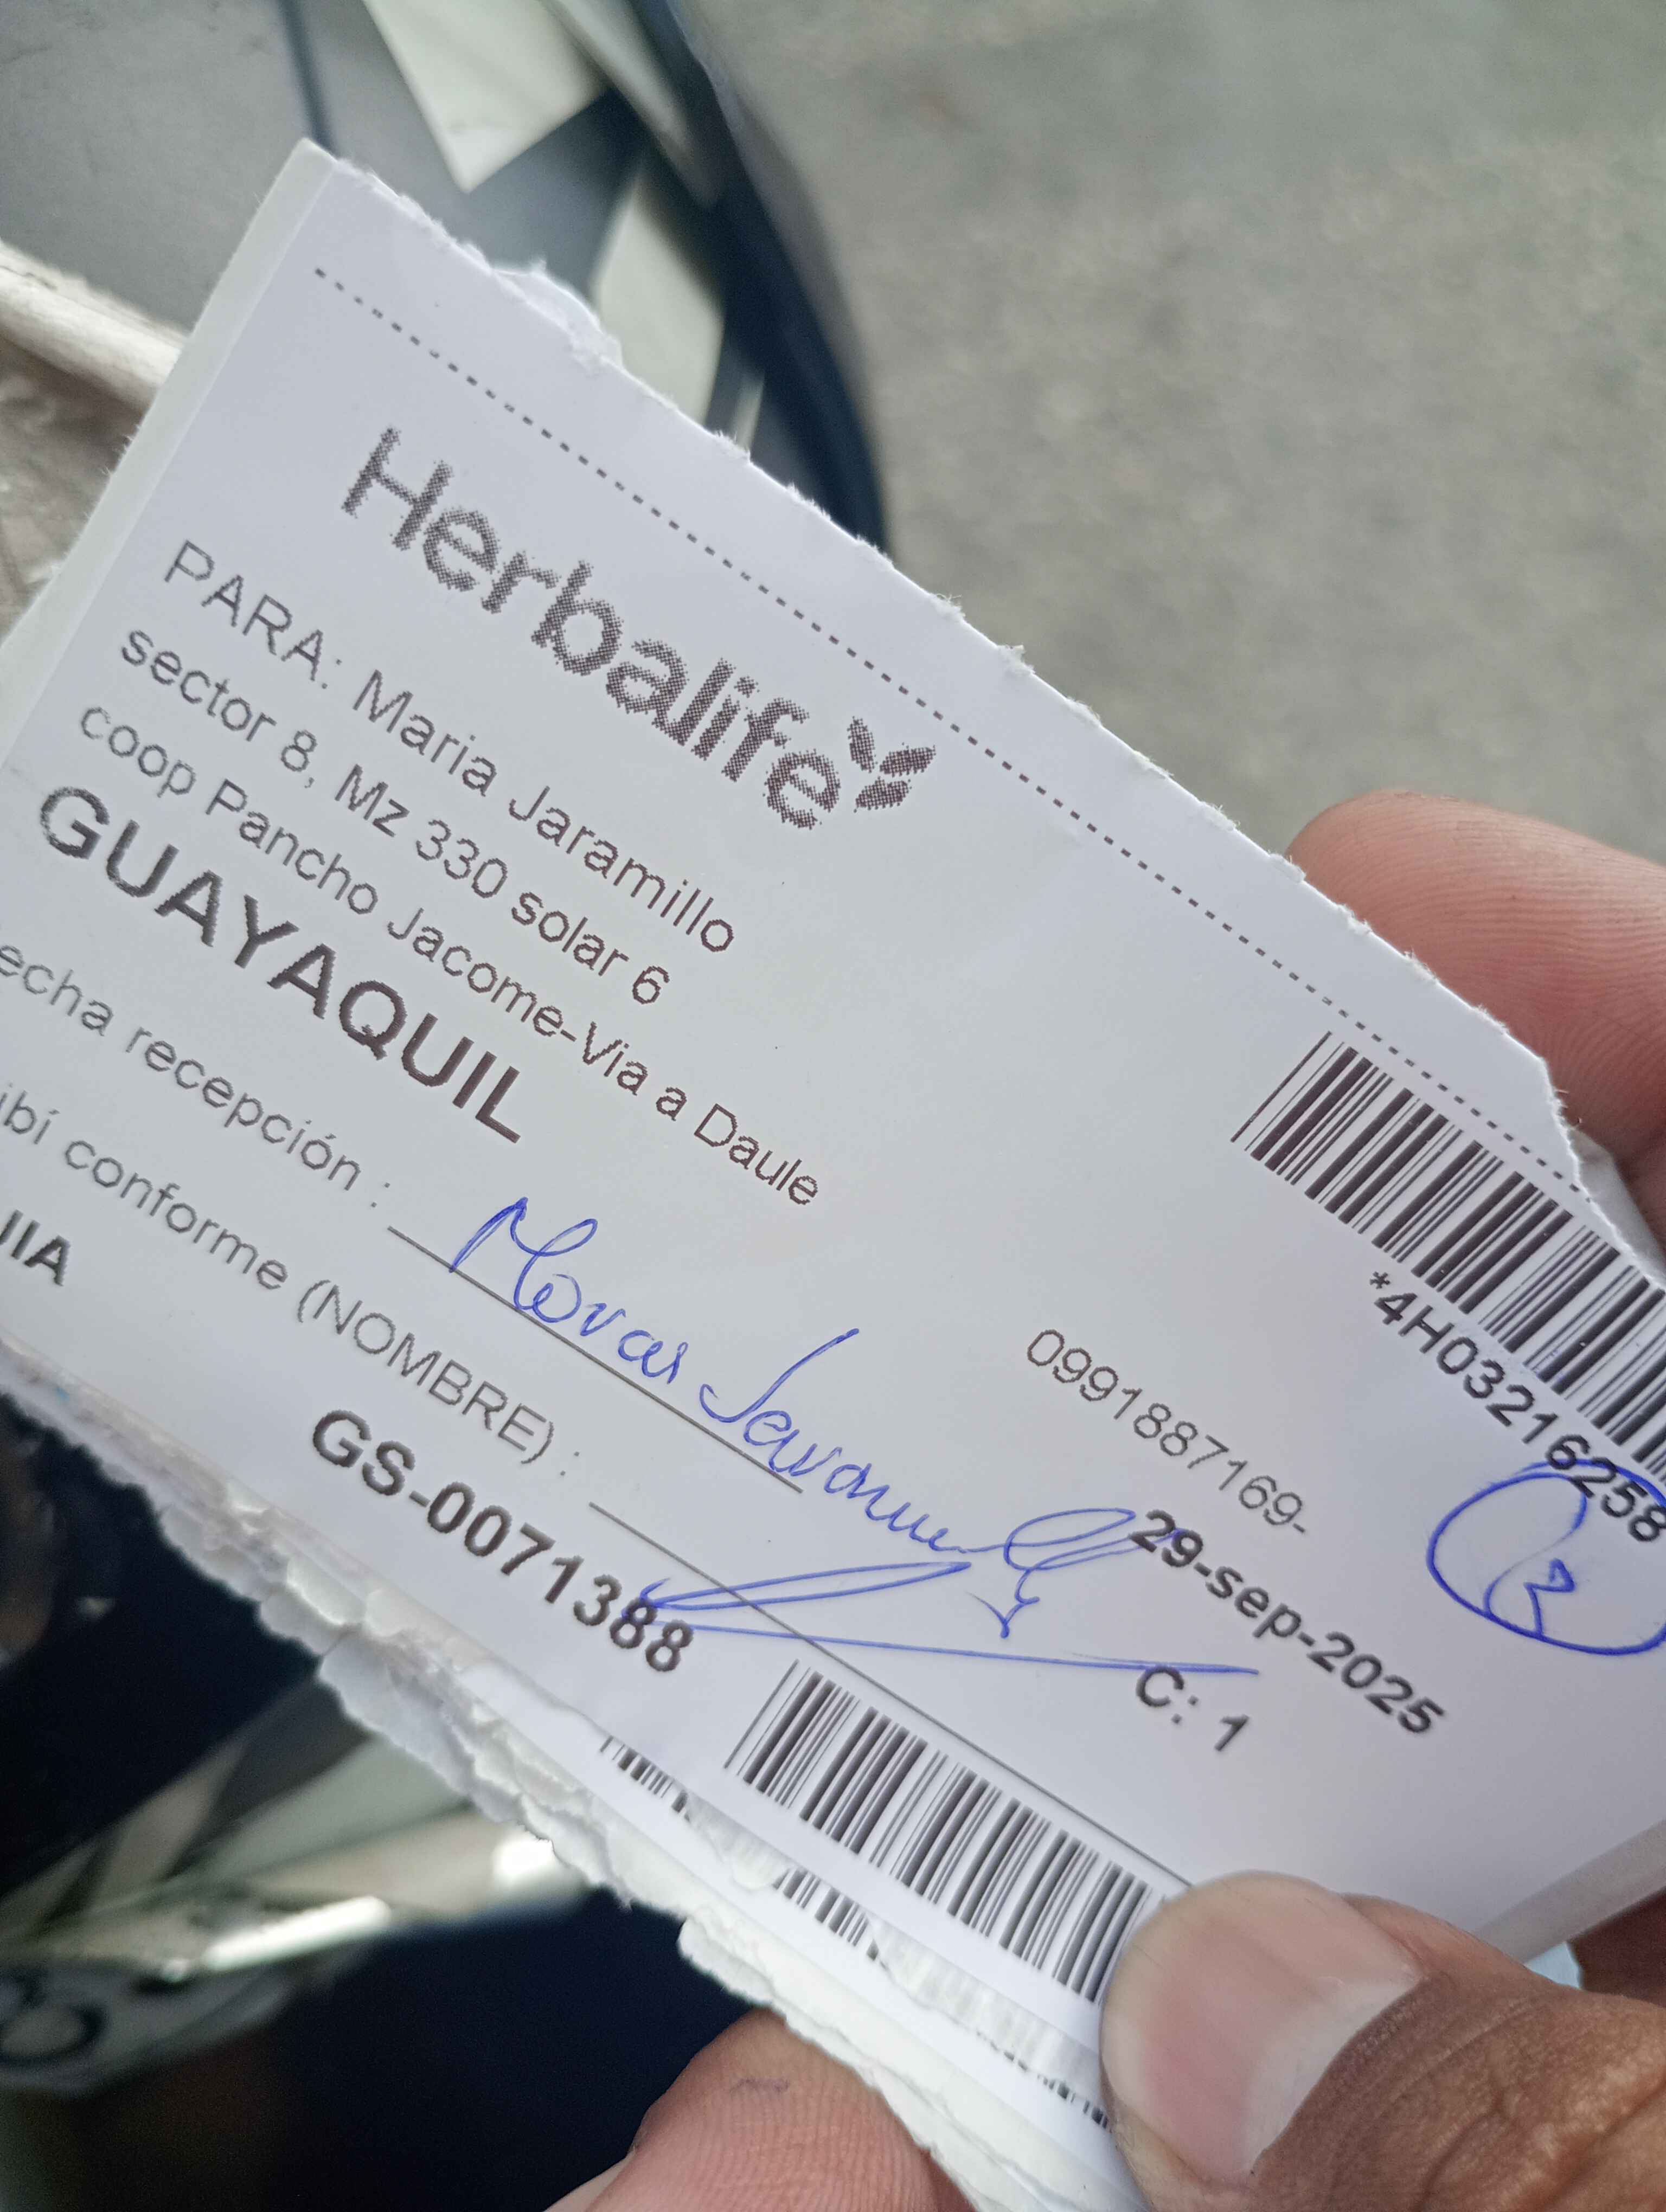 Herbalife
PARA: Maria Jaramillo
sector 8, Mz 330 solar 6
coop Pancho Jacome-Via a Daule
GUAYAQUIL
*4H03216258
0991887169-
echa recepción :
29-sep-2025
ibí conforme (NOMBRE) :
C: 1
JIA
GS-0071388